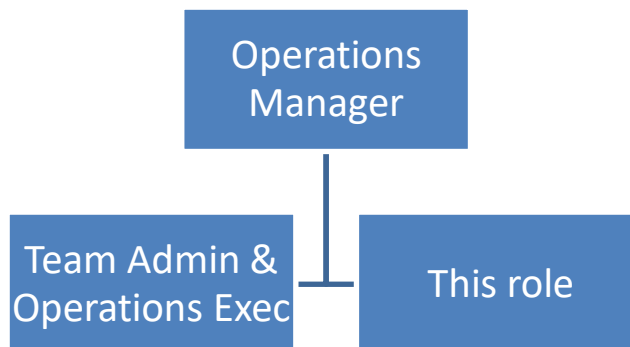 Operations
Manager
Team Admin &
Operations Exec
This role